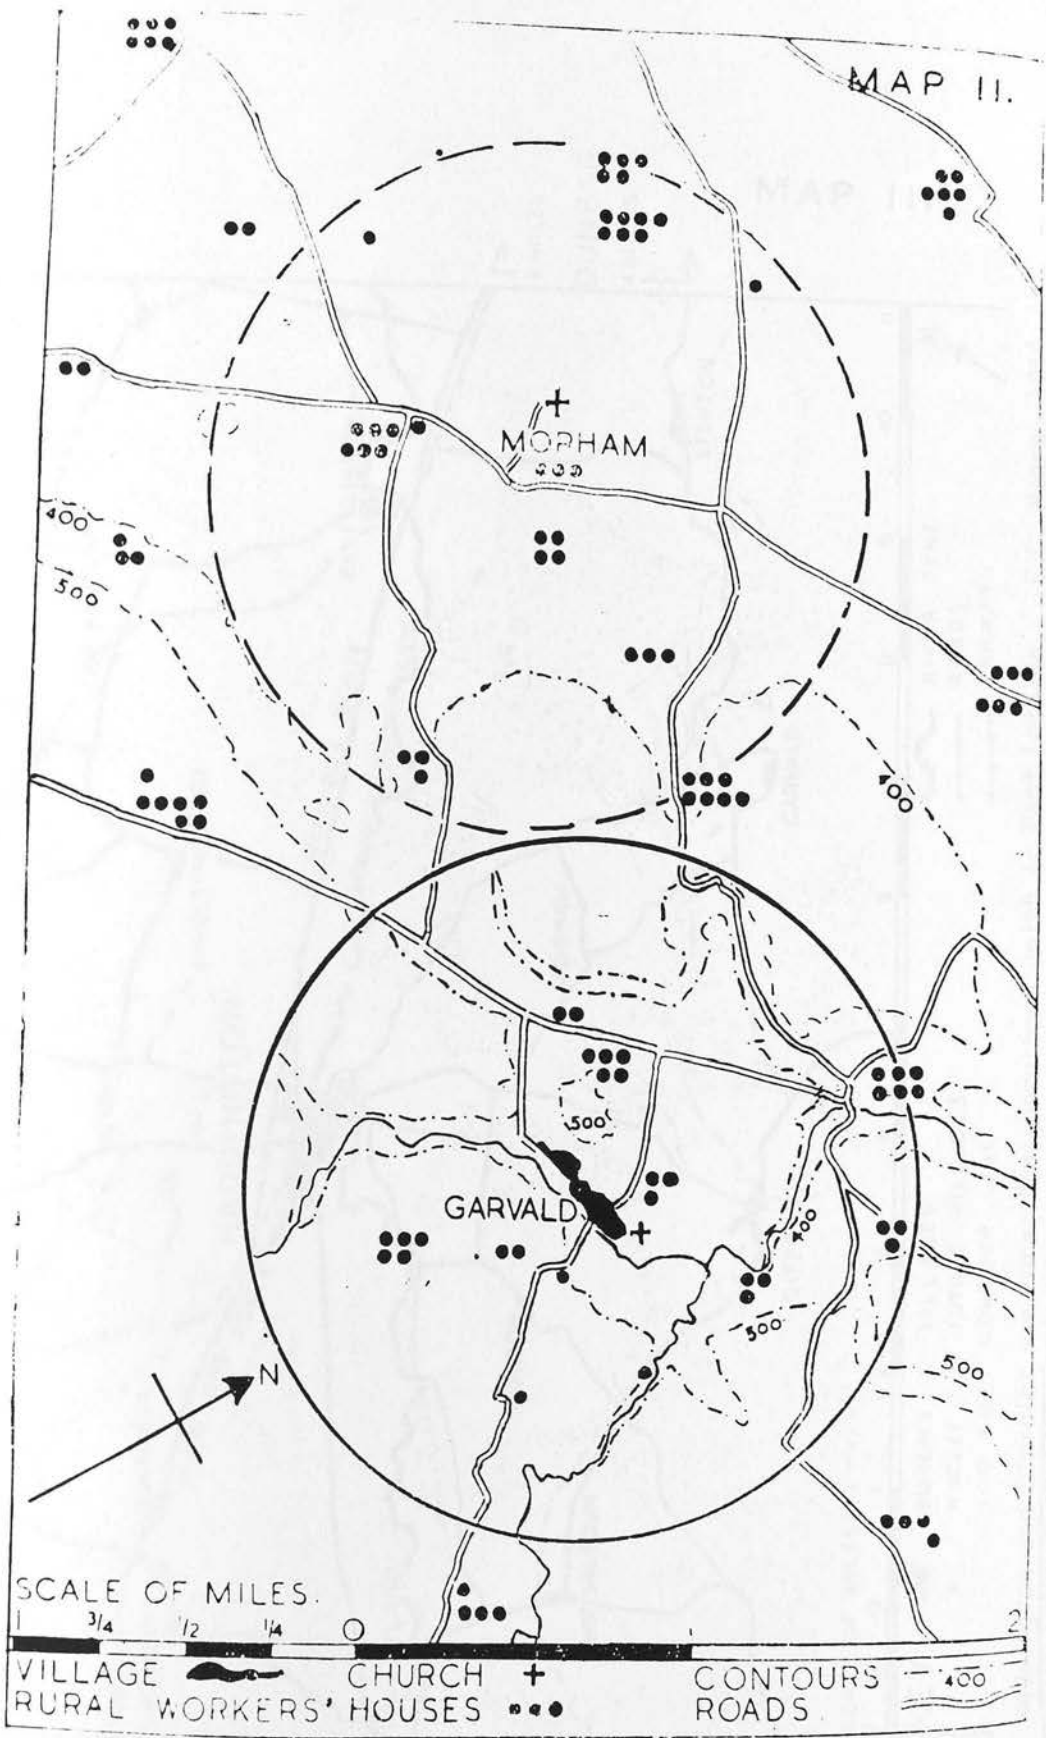 MAP II.
MORHAM
400
500
400
500
GARVALD
400
500
500
N
SCALE OF MILES.
1 3/4 1/2 1/4 0 2
VILLAGE CHURCH CONTOURS 400
RURAL WORKERS' HOUSES ROADS.